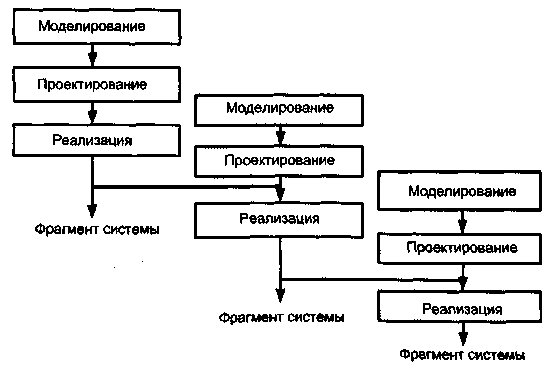 Моделирование
Проектирование
Реализация
Фрагмент системы
Моделирование
Проектирование
Реализация
Фрагмент системы
Моделирование
Проектирование
Реализация
Фрагмент системы